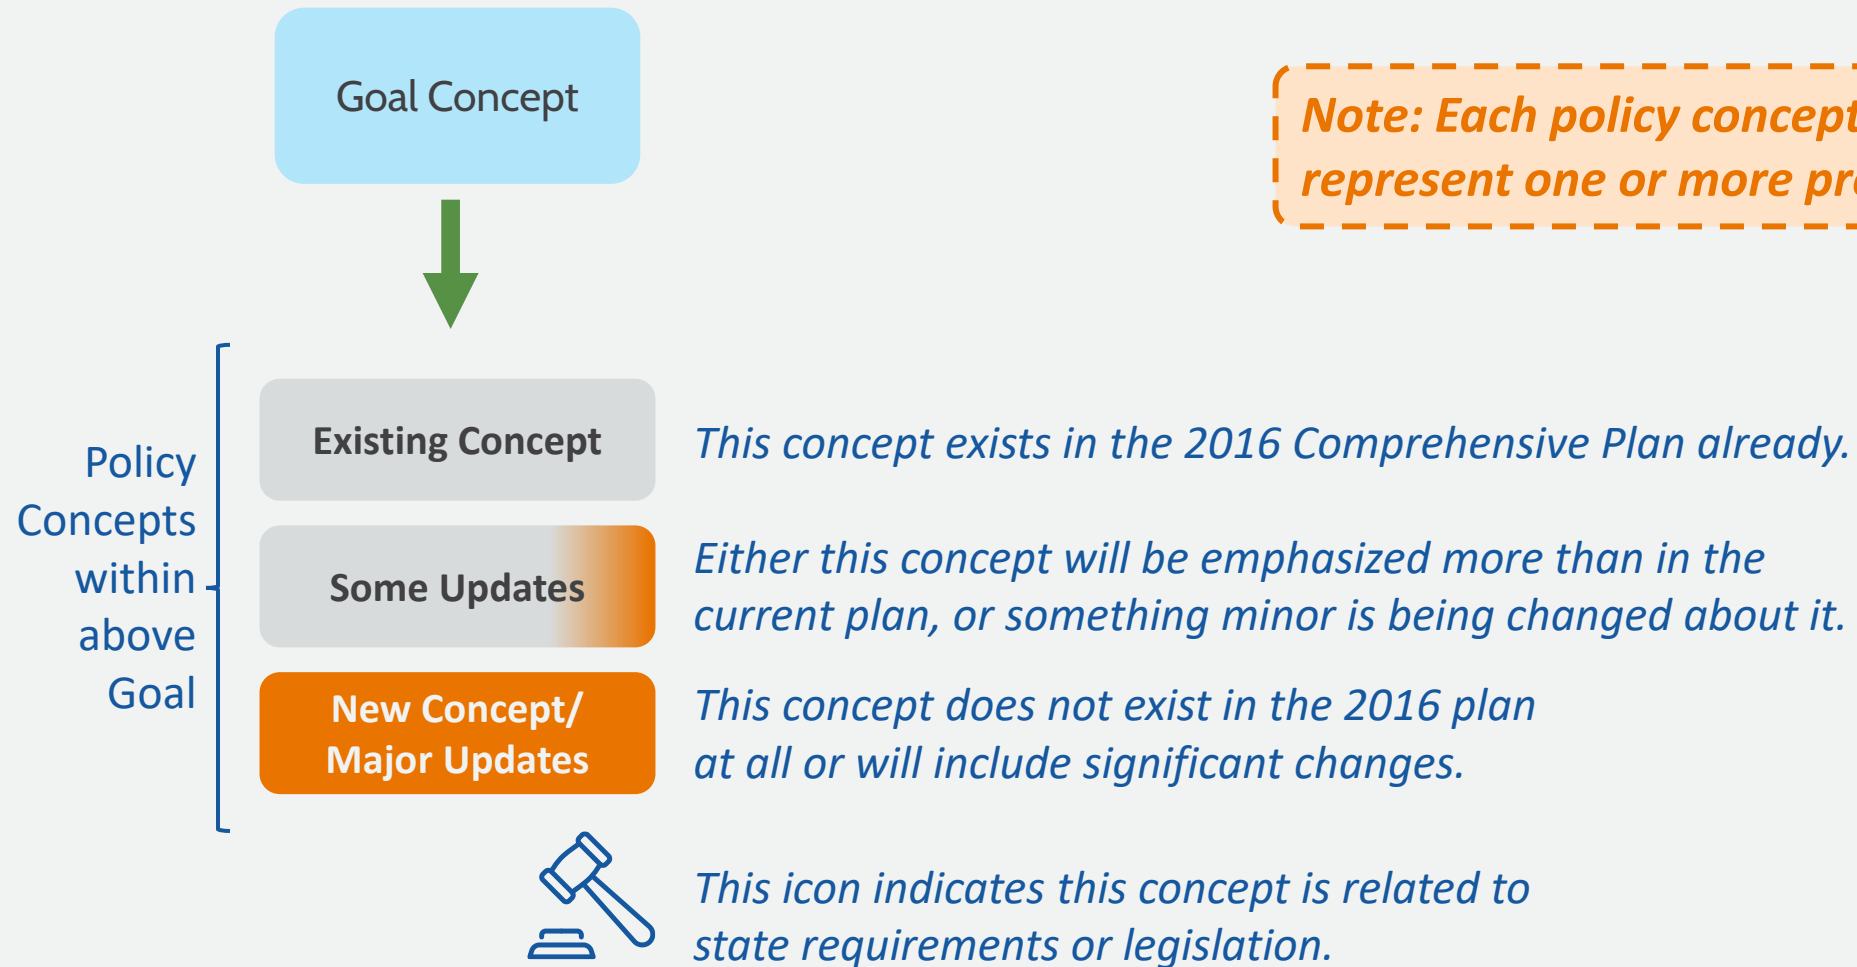 Goal Concept
Note: Each policy concept
represent one or more
Policy
Concepts
within
above
Goal
Existing Concept
This concept exists in the 2016 Comprehensive Plan already.
Some Updates
Either this concept will be emphasized more than in the
current plan, or something minor is being changed about it.
New Concept/
Major Updates
This concept does not exist in the 2016 plan
at all or will include significant changes.
This icon indicates this concept is related to
state requirements or legislation.